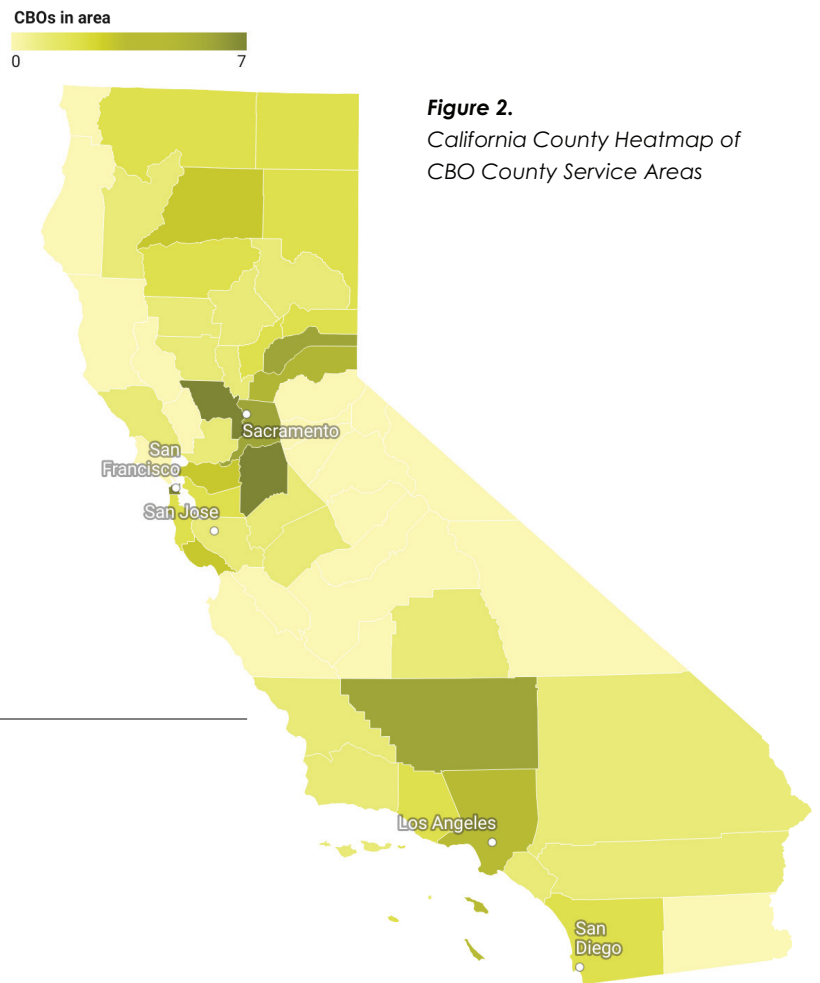 CBOs in area
0 7
Figure 2.
California County Heatmap of
CBO County Service Areas
Sacramento
San
Francisco
San Jose
Los Angeles
San
Diego